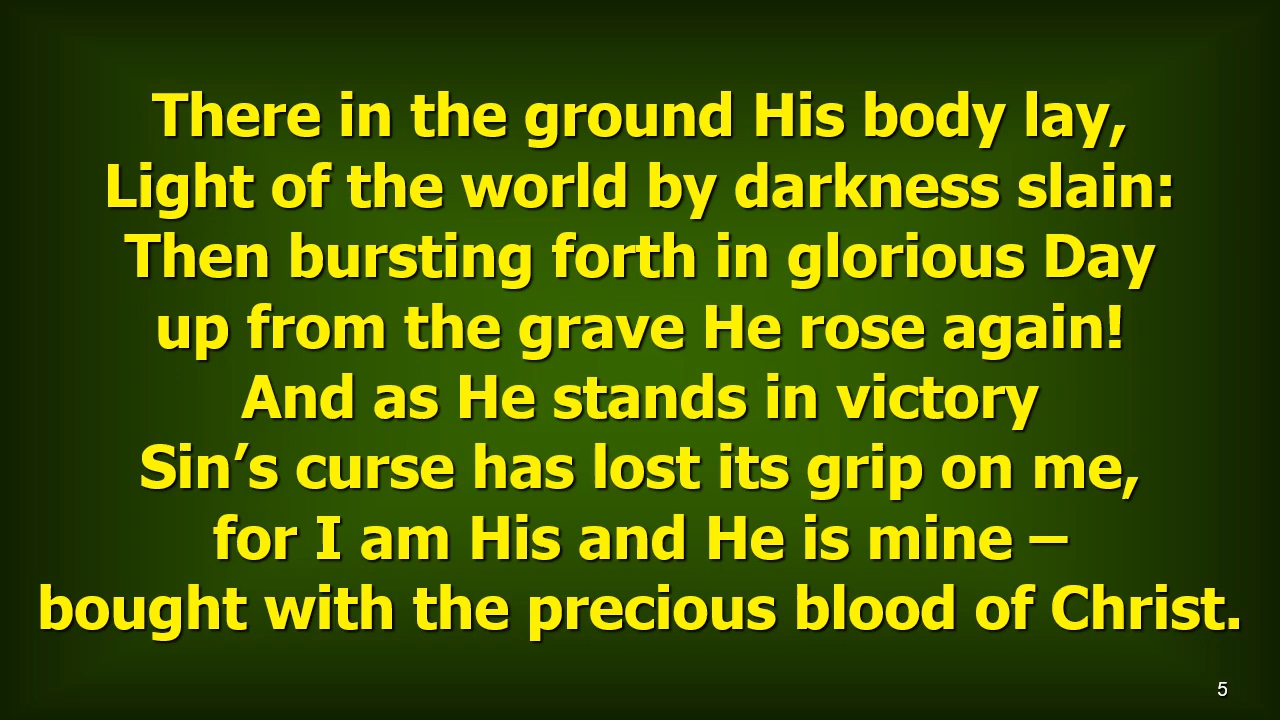 There in the ground His body lay,
Light of the world by darkness slain:
Then bursting forth in glorious Day
up from the grave He rose again!
And as He stands in victory
Sin’s curse has lost its grip on me,
for I am His and He is mine –
bought with the precious blood of Christ.
5